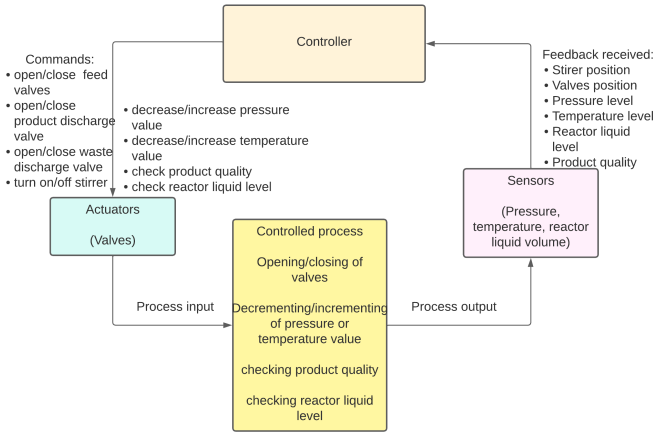 Controller
Commands:
• open/close  feed
valves
• open/close
product discharge
valve
• open/close waste
discharge valve
• turn on/off stirrer
• decrease/increase pressure
value
• decrease/increase temperature
value
• check product quality
• check reactor liquid level
Feedback received:
• Stirer position
• Valves position
• Pressure level
• Temperature level
• Reactor liquid
level
• Product quality
Actuators
(Valves)
Sensors
(Pressure,
temperature, reactor
liquid volume)
Controlled process
Opening/closing of
valves
Decrementing/incrementing
of pressure or
temperature value
checking product quality
checking reactor liquid
level
Process input
Process output